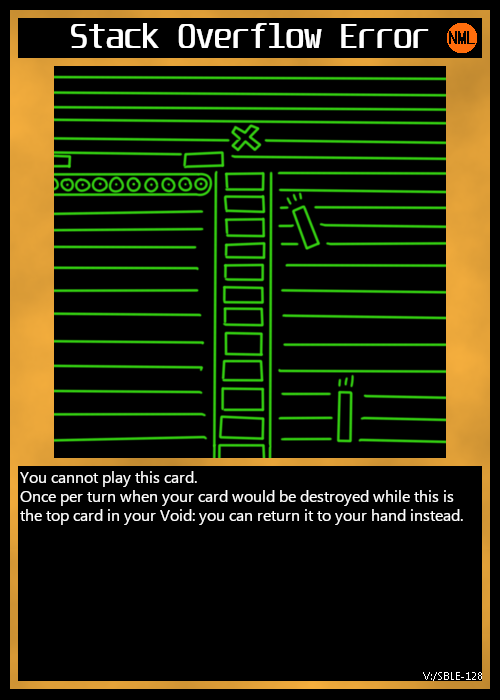 Stack Overflow Error
NML
You cannot play this card.
Once per turn when your card would be destroyed while this is
the top card in your Void: you can return it to your hand instead.
V:/SBLE-128